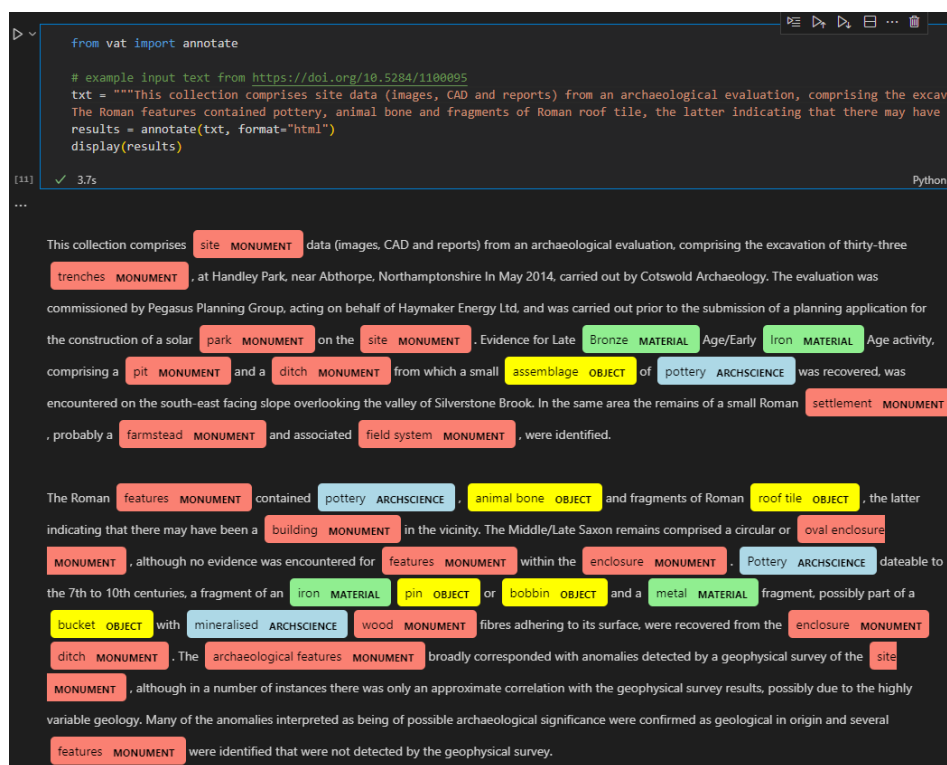 from vat import annotate
# example input text from https://doi.org/10.5284/1100095
txt = """This collection comprises site data (images, CAD and reports) from an archaeological evaluation, comprising the excav
The Roman features contained pottery, animal bone and fragments of Roman roof tile, the latter indicating that there may have
results = annotate(txt, format="html")
display(results)
[11] 3.7s Python
...
This collection comprises site MONUMENT data (images, CAD and reports) from an archaeological evaluation, comprising the excavation of thirty-three
trenches MONUMENT , at Handley Park, near Abthorpe, Northamptonshire In May 2014, carried out by Cotswold Archaeology. The evaluation was
commissioned by Pegasus Planning Group, acting on behalf of Haymaker Energy Ltd, and was carried out prior to the submission of a planning application for
the construction of a solar park MONUMENT on the site MONUMENT . Evidence for Late Bronze MATERIAL Age/Early Iron MATERIAL Age activity,
comprising a pit MONUMENT and a ditch MONUMENT from which a small assemblage OBJECT of pottery ARCHSCIENCE was recovered, was
encountered on the south-east facing slope overlooking the valley of Silverstone Brook. In the same area the remains of a small Roman settlement MONUMENT
, probably a farmstead MONUMENT and associated field system MONUMENT , were identified.
The Roman features MONUMENT contained pottery ARCHSCIENCE , animal bone OBJECT and fragments of Roman roof tile OBJECT , the latter
indicating that there may have been a building MONUMENT in the vicinity. The Middle/Late Saxon remains comprised a circular or oval enclosure
MONUMENT , although no evidence was encountered for features MONUMENT within the enclosure MONUMENT . Pottery ARCHSCIENCE dateable to
the 7th to 10th centuries, a fragment of an iron MATERIAL pin OBJECT or bobbin OBJECT and a metal MATERIAL fragment, possibly part of a
bucket OBJECT with mineralised ARCHSCIENCE wood MONUMENT fibres adhering to its surface, were recovered from the enclosure MONUMENT
ditch MONUMENT . The archaeological features MONUMENT broadly corresponded with anomalies detected by a geophysical survey of the site
MONUMENT , although in a number of instances there was only an approximate correlation with the geophysical survey results, possibly due to the highly
variable geology. Many of the anomalies interpreted as being of possible archaeological significance were confirmed as geological in origin and several
features MONUMENT were identified that were not detected by the geophysical survey.